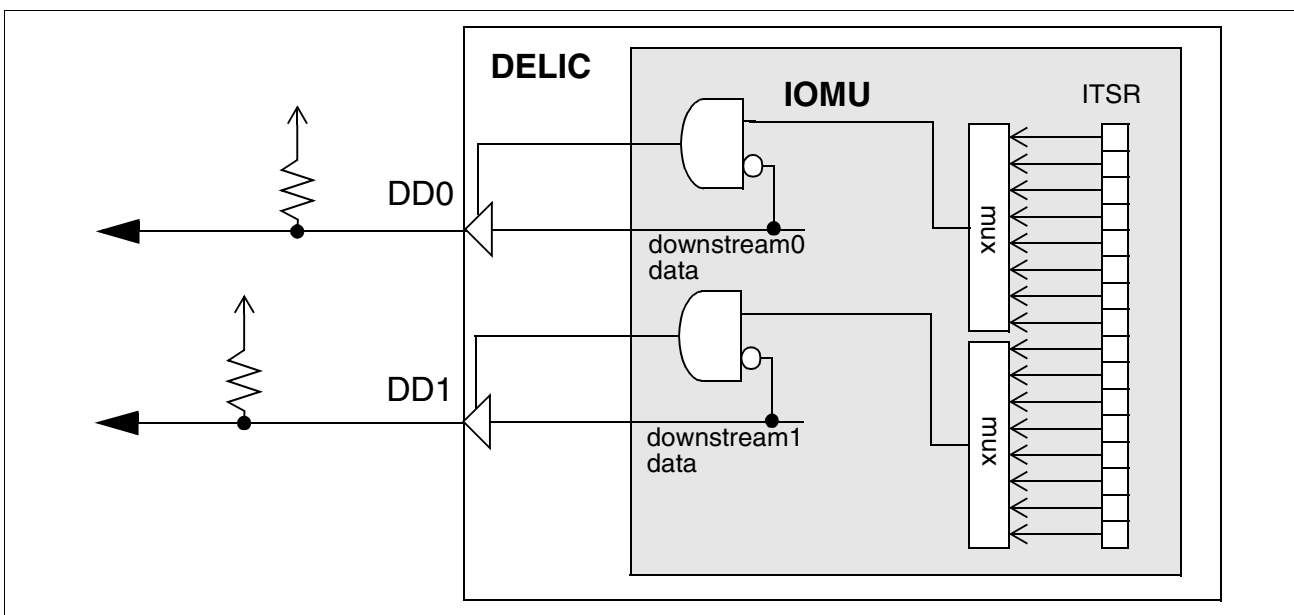 DELIC
IOMU
ITSR
DD0
mux
downstream0
data
DD1
mux
downstream1
data